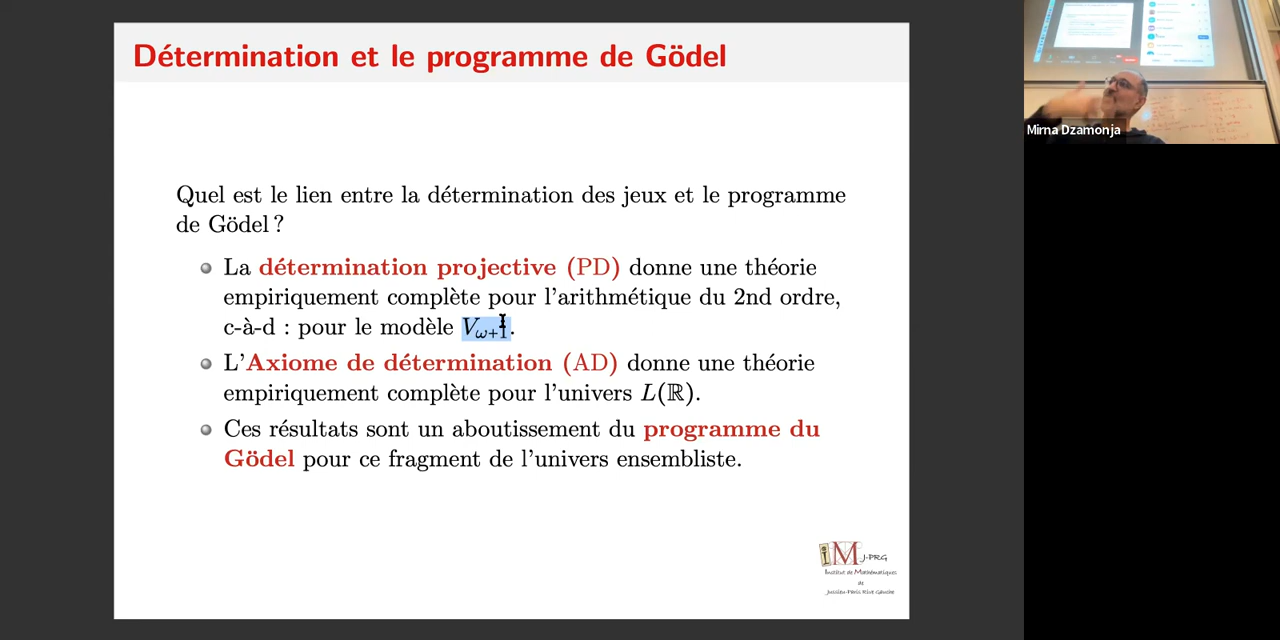 Détermination et le programme de Gödel
Mirna Dzamonja
Quel est le lien entre la détermination des jeux et le programme
de Gödel ?
La détermination projective (PD) donne une théorie
empiriquement complète pour l'arithmétique du 2nd ordre,
c-à-d : pour le modèle Vω+1.
L'Axiome de détermination (AD) donne une théorie
empiriquement complète pour l'univers L(ℝ).
Ces résultats sont un aboutissement du programme du
Gödel pour ce fragment de l'univers ensembliste.
iMJ-PRG
Institut de Mathématiques
de
Jussieu-Paris Rive Gauche